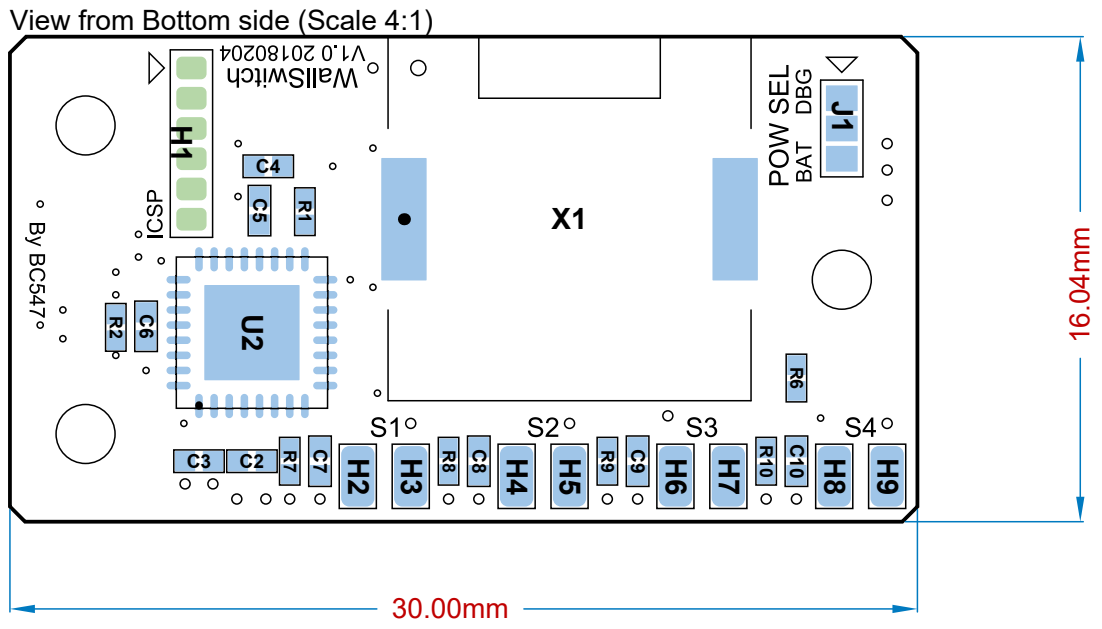 View from Bottom side (Scale 4:1)
V1.0 20180204
WallSwitch
H1
ICSP
C4
C5
R1
X1
POW SEL
BAT DBG
J1
By BC547
R2
C6
U2
R6
S1
S2
S3
S4
C3
C2
R7
C7
H2
H3
R8
C8
H4
H5
R9
C9
H6
H7
R10
C10
H8
H9
16.04mm
30.00mm